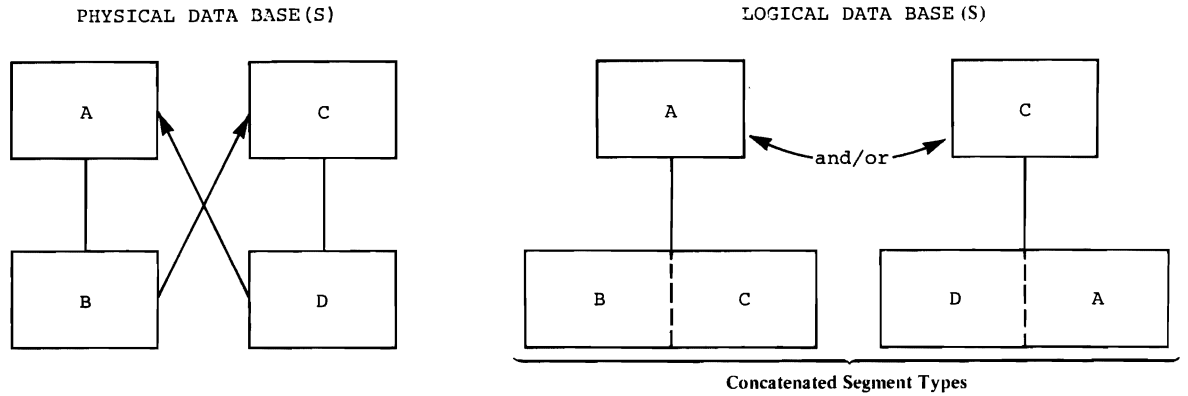 PHYSICAL DATA BASE(S)
LOGICAL DATA BASE(S)
A
C
B
D
A
and/or
C
B
C
D
A
Concatenated Segment Types